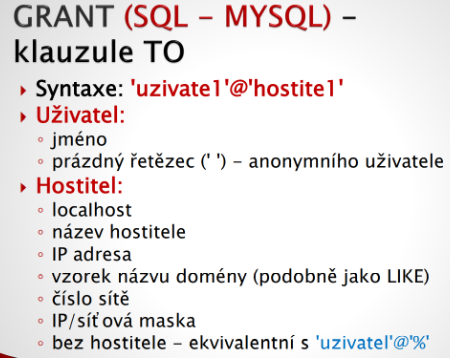 GRANT (SQL – MYSQL) –
klauzule TO
Syntaxe: 'uzivate1'@'hostite1'
Uživatel:
jméno
prázdný řetězec (' ') – anonymního uživatele
Hostitel:
localhost
název hostitele
IP adresa
vzorek názvu domény (podobně jako LIKE)
číslo sítě
IP/síťová maska
bez hostitele – ekvivalentní s 'uzivatel'@'%'